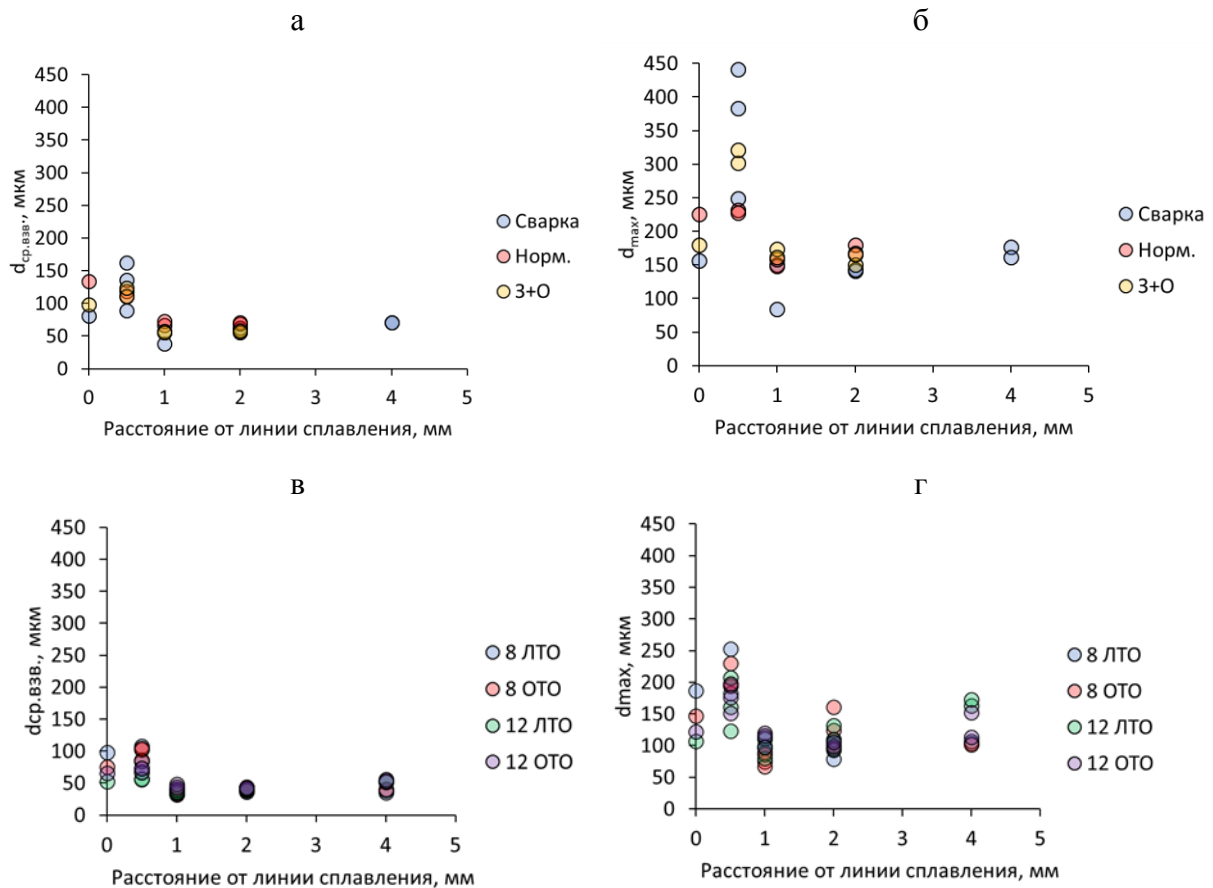 а
450
400
350
300
250
200
150
100
50
0
dср.взв., мкм
0 1 2 3 4 5
Расстояние от линии сплавления, мм
Сварка
Норм.
З+О
б
450
400
350
300
250
200
150
100
50
0
dmax, мкм
0 1 2 3 4 5
Расстояние от линии сплавления, мм
Сварка
Норм.
З+О
в
450
400
350
300
250
200
150
100
50
0
dср.взв., мкм
0 1 2 3 4 5
Расстояние от линии сплавления, мм
8 ЛТО
8 ОТО
12 ЛТО
12 ОТО
г
450
400
350
300
250
200
150
100
50
0
dmax, мкм
0 1 2 3 4 5
Расстояние от линии сплавления, мм
8 ЛТО
8 ОТО
12 ЛТО
12 ОТО